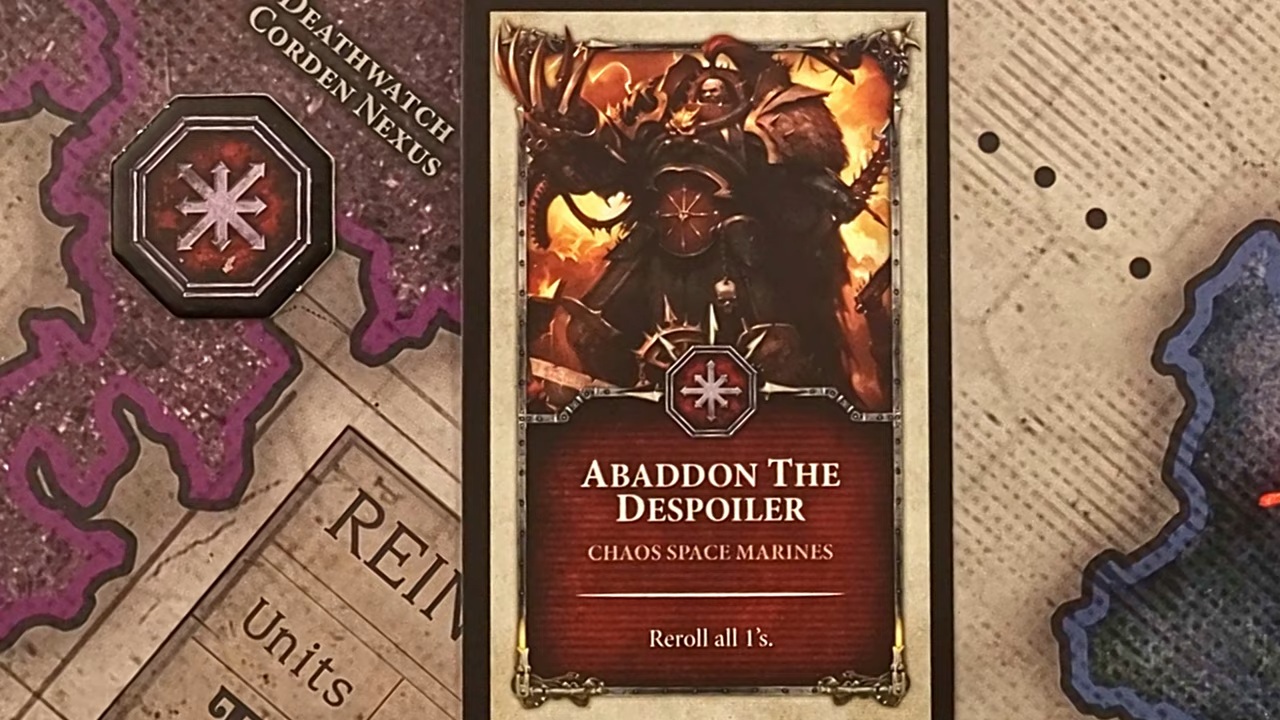 DEATHWATCH
CORDEN NEXUS
ABADDON THE
DESPOILER
CHAOS SPACE MARINES
Reroll all 1's.
Units